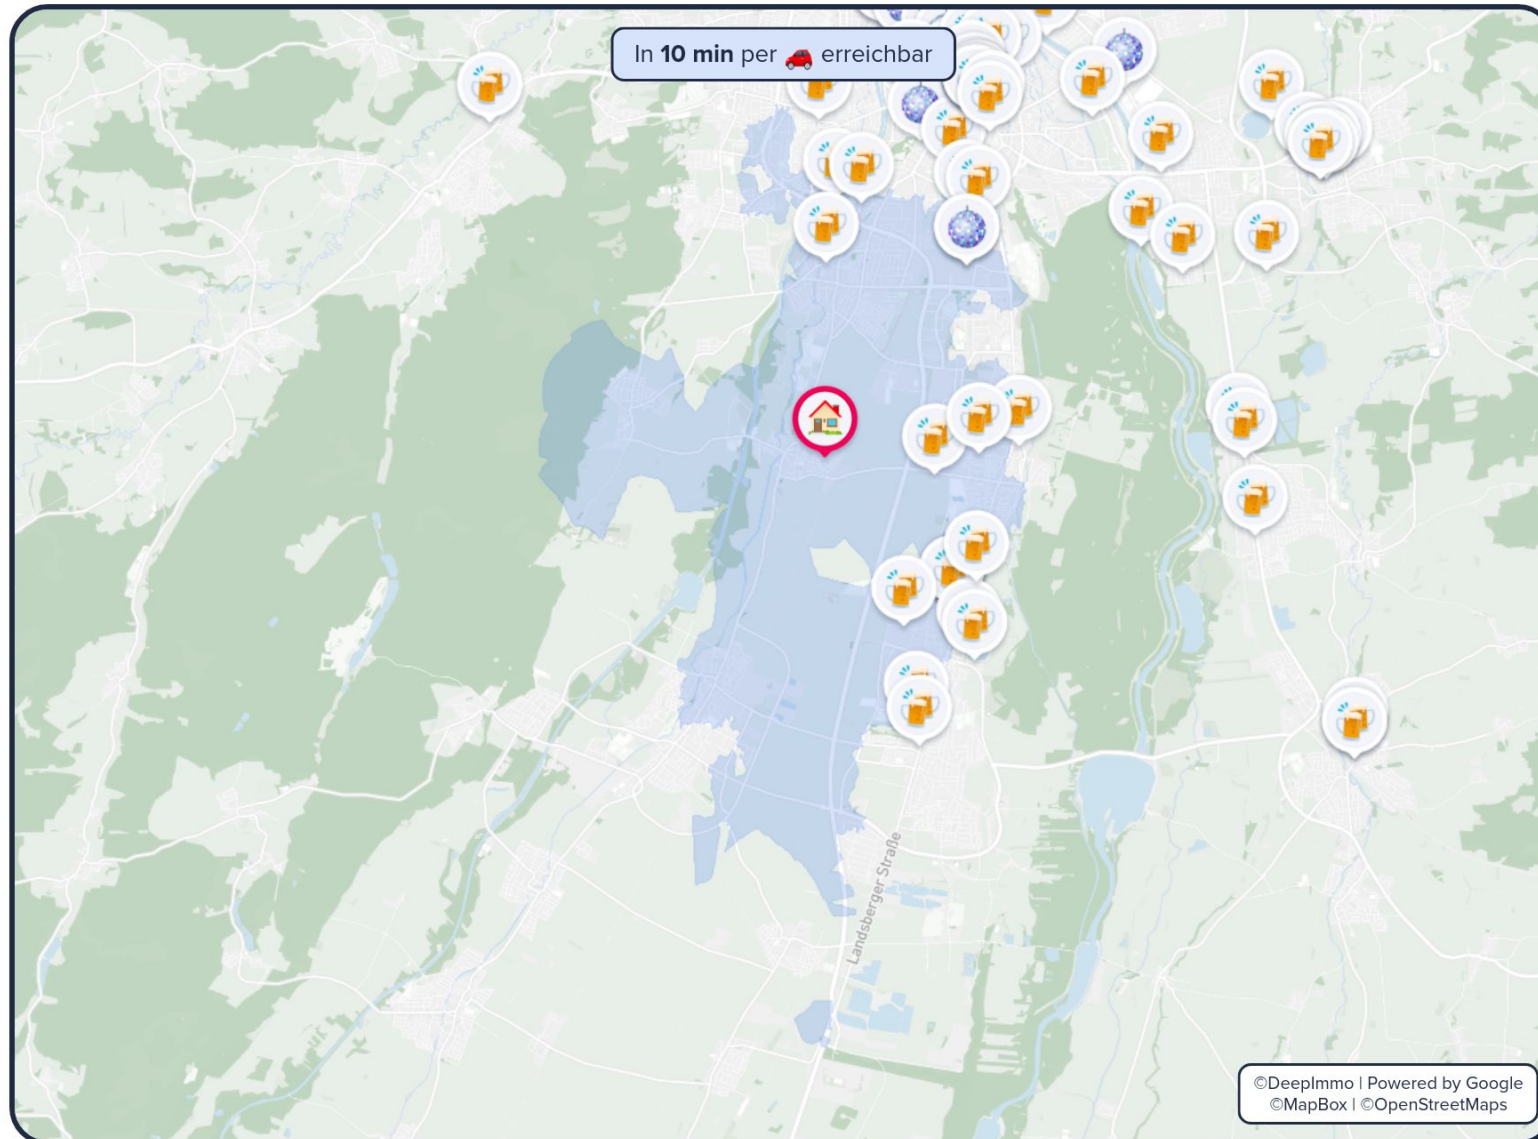 In 10 min per 🚗 erreichbar
Landsberger Straße
©DeepImmo | Powered by Google
©MapBox | ©OpenStreetMaps